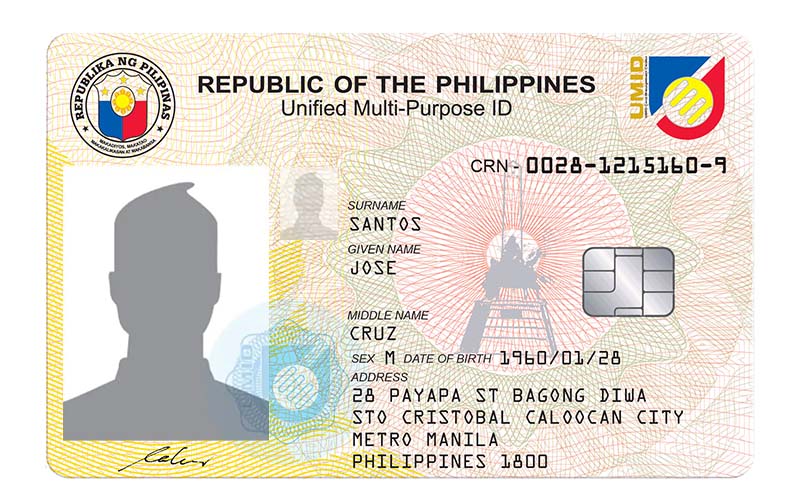 REPUBLIKA NG PILIPINAS
MAKADIYOS, MAKATAO
MAKAKALIKASAN AT MAKABANSA
REPUBLIC OF THE PHILIPPINES
Unified Multi-Purpose ID
UMID
CRN - 0028-1215160-9
SURNAME
SANTOS
GIVEN NAME
JOSE
MIDDLE NAME
CRUZ
SEX M DATE OF BIRTH 1960/01/28
ADDRESS
28 PAYAPA ST BAGONG DIWA
STO CRISTOBAL CALOOCAN CITY
METRO MANILA
PHILIPPINES 1800
UMID